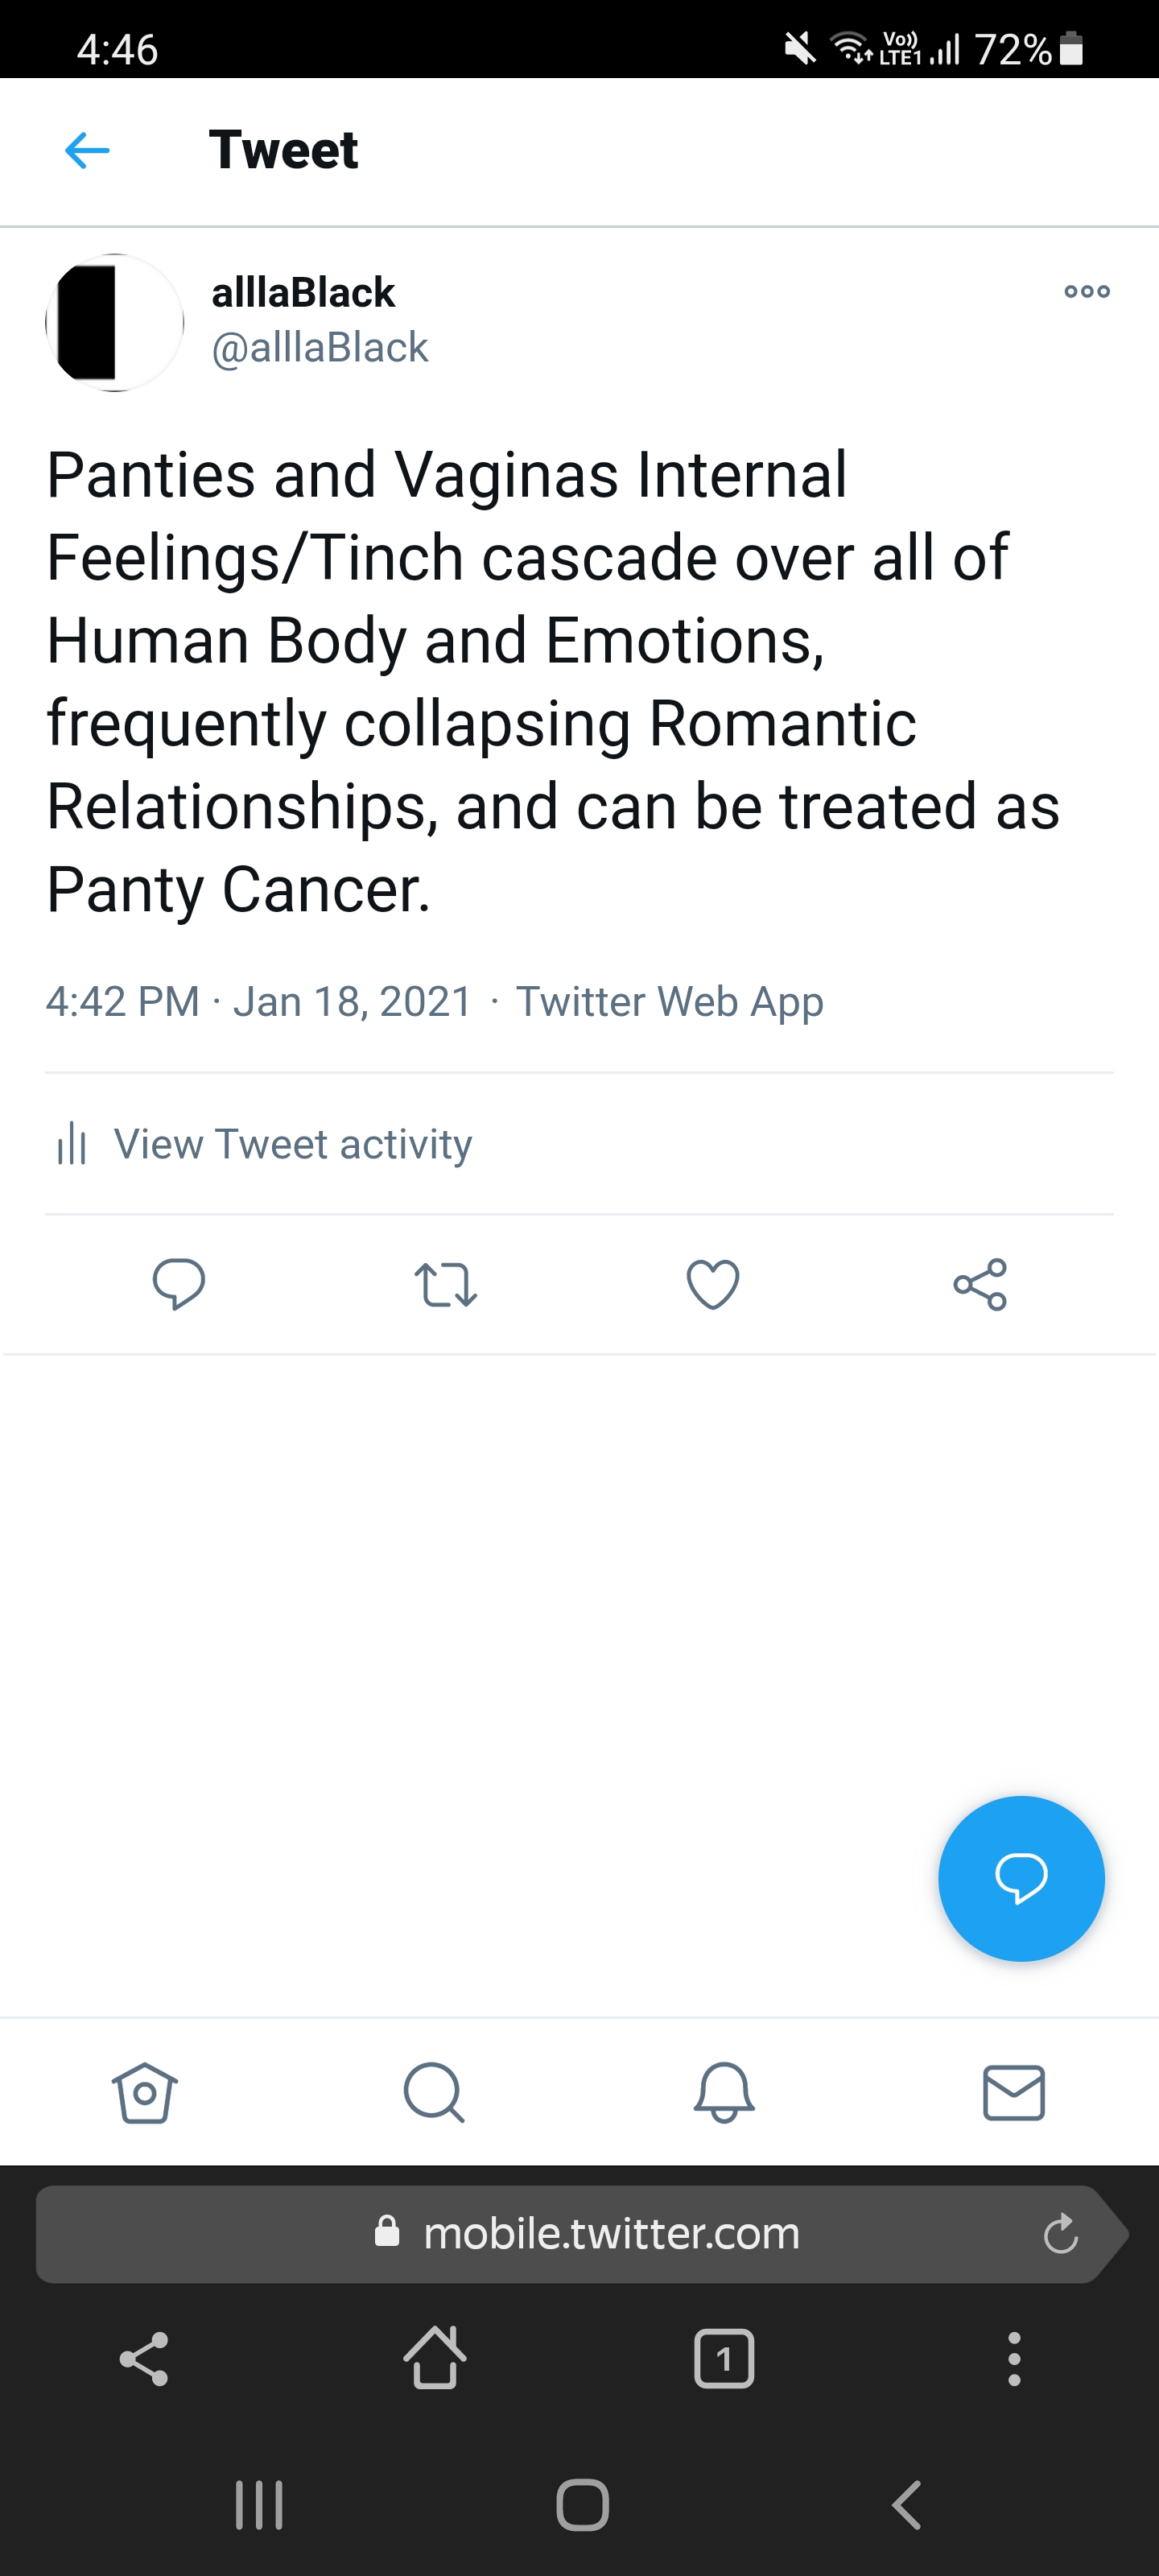 4:46
Vo)) LTE1 72%
Tweet
alllaBlack
@alllaBlack
Panties and Vaginas Internal
Feelings/Tinch cascade over all of
Human Body and Emotions,
frequently collapsing Romantic
Relationships, and can be treated as
Panty Cancer.
4:42 PM · Jan 18, 2021 · Twitter Web App
View Tweet activity
mobile.twitter.com
1